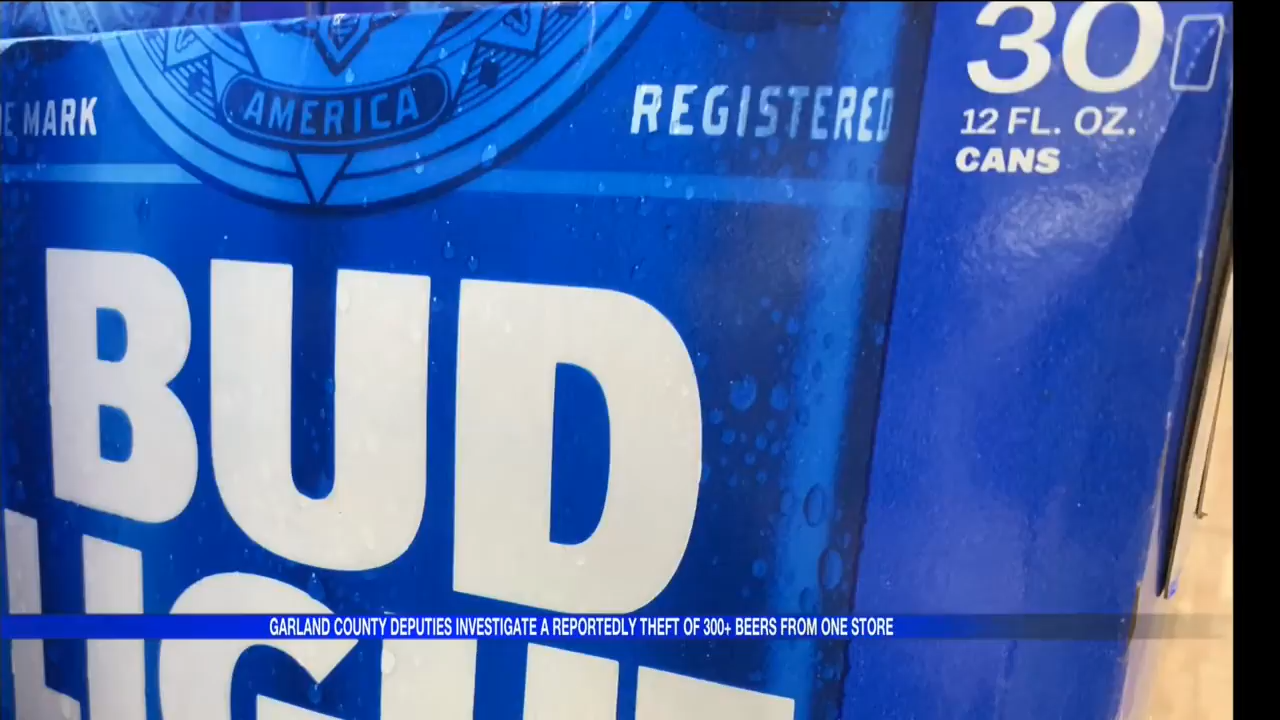 30
12 FL. OZ.
CANS
AMERICA
E MARK
REGISTERED
BUD
LIGHT
GARLAND COUNTY DEPUTIES INVESTIGATE A REPORTEDLY THEFT OF 300+ BEERS FROM ONE STORE